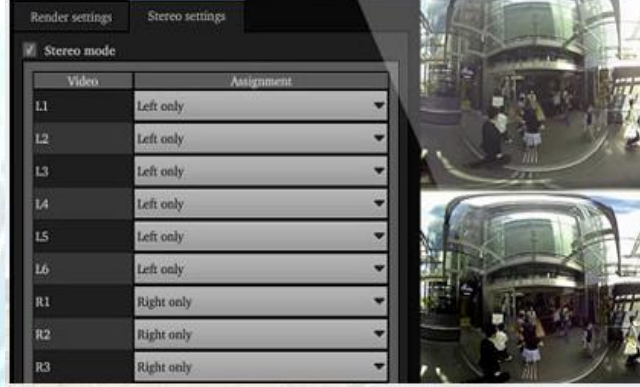 Render settings
Stereo settings
Stereo mode
Video Assignment
L1 Left only
L2 Left only
L3 Left only
L4 Left only
L5 Left only
L6 Left only
R1 Right only
R2 Right only
R3 Right only